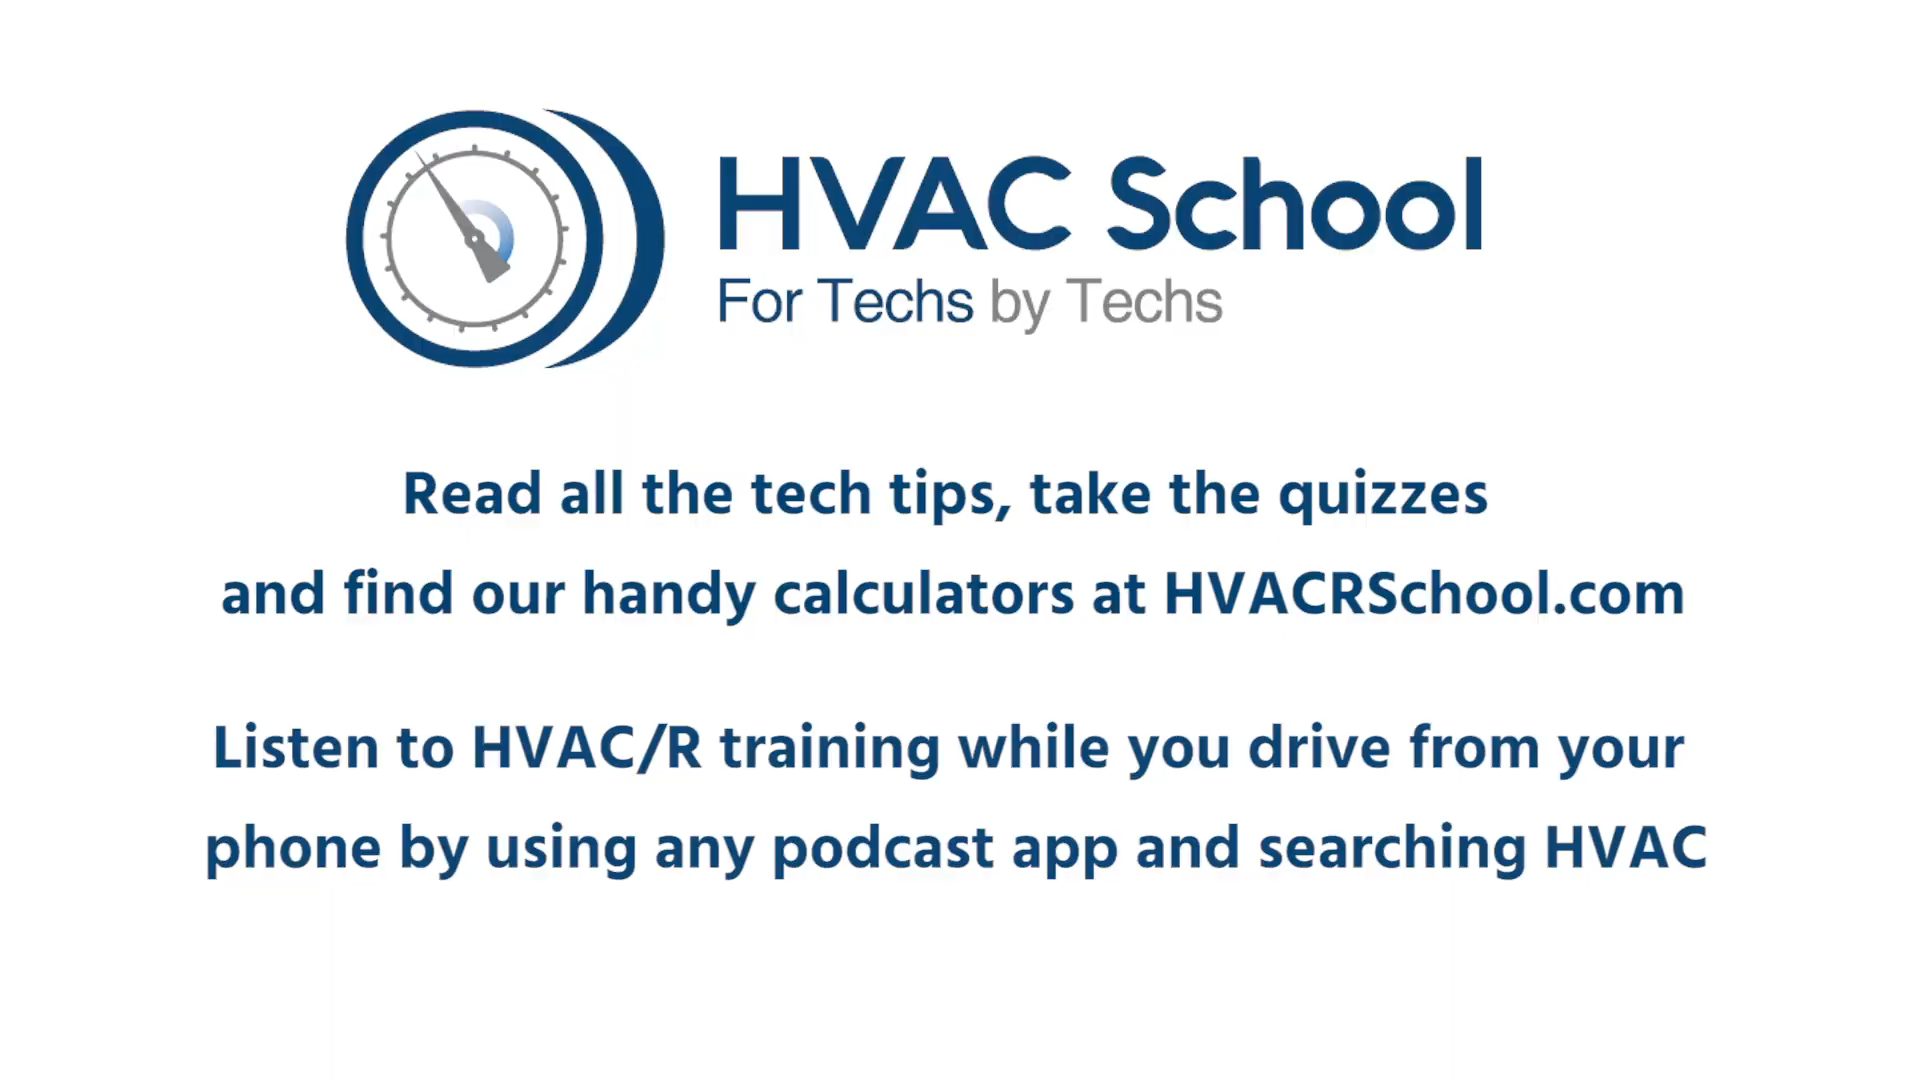 HVAC School
For Techs by Techs
Read all the tech tips, take the quizzes
and find our handy calculators at HVACRSchool.com
Listen to HVAC/R training while you drive from your
phone by using any podcast app and searching HVAC